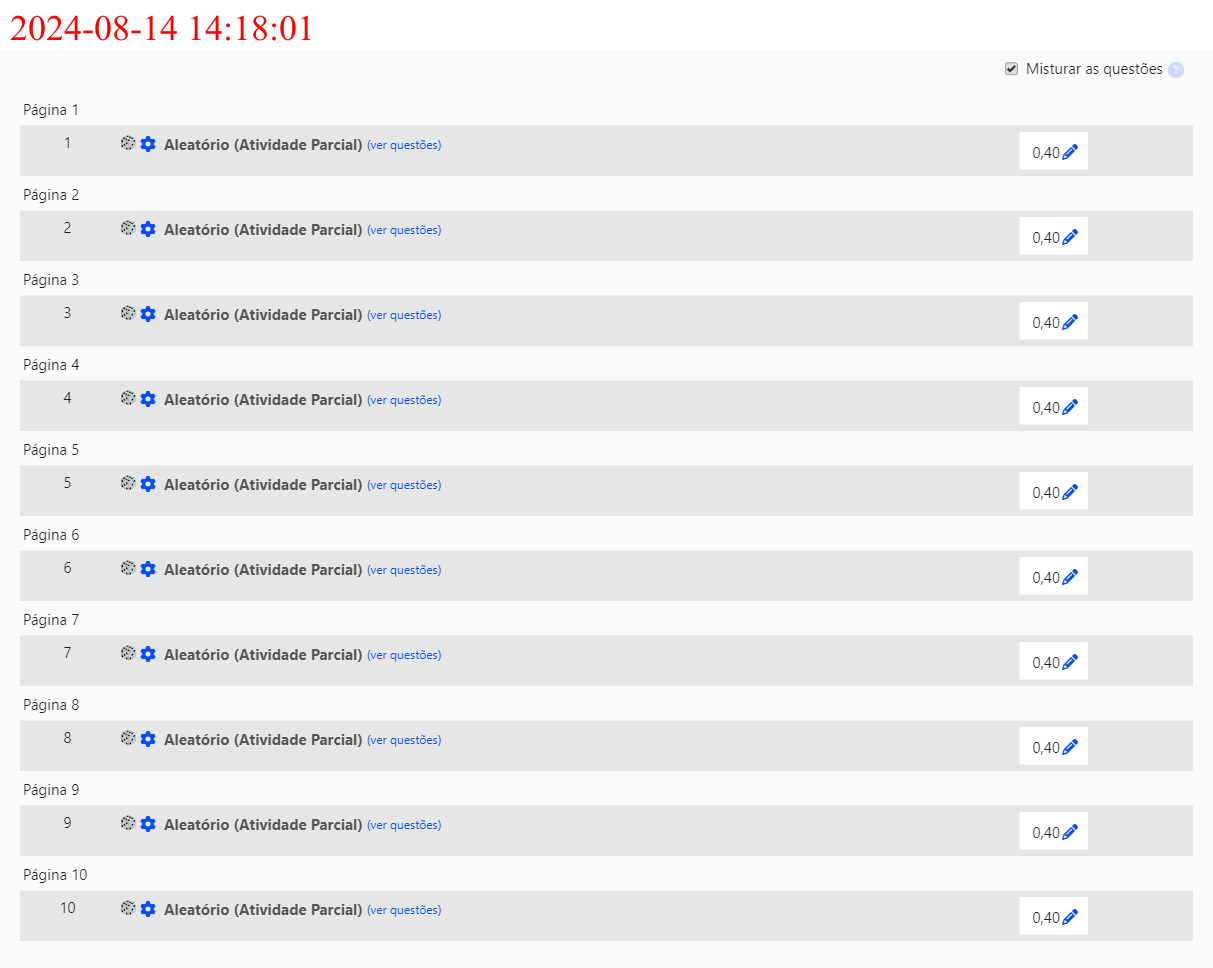 2024-08-14 14:18:01
Misturar as questões ?
Página 1
1 Aleatório (Atividade Parcial) (ver questões) 0,40
Página 2
2 Aleatório (Atividade Parcial) (ver questões) 0,40
Página 3
3 Aleatório (Atividade Parcial) (ver questões) 0,40
Página 4
4 Aleatório (Atividade Parcial) (ver questões) 0,40
Página 5
5 Aleatório (Atividade Parcial) (ver questões) 0,40
Página 6
6 Aleatório (Atividade Parcial) (ver questões) 0,40
Página 7
7 Aleatório (Atividade Parcial) (ver questões) 0,40
Página 8
8 Aleatório (Atividade Parcial) (ver questões) 0,40
Página 9
9 Aleatório (Atividade Parcial) (ver questões) 0,40
Página 10
10 Aleatório (Atividade Parcial) (ver questões) 0,40